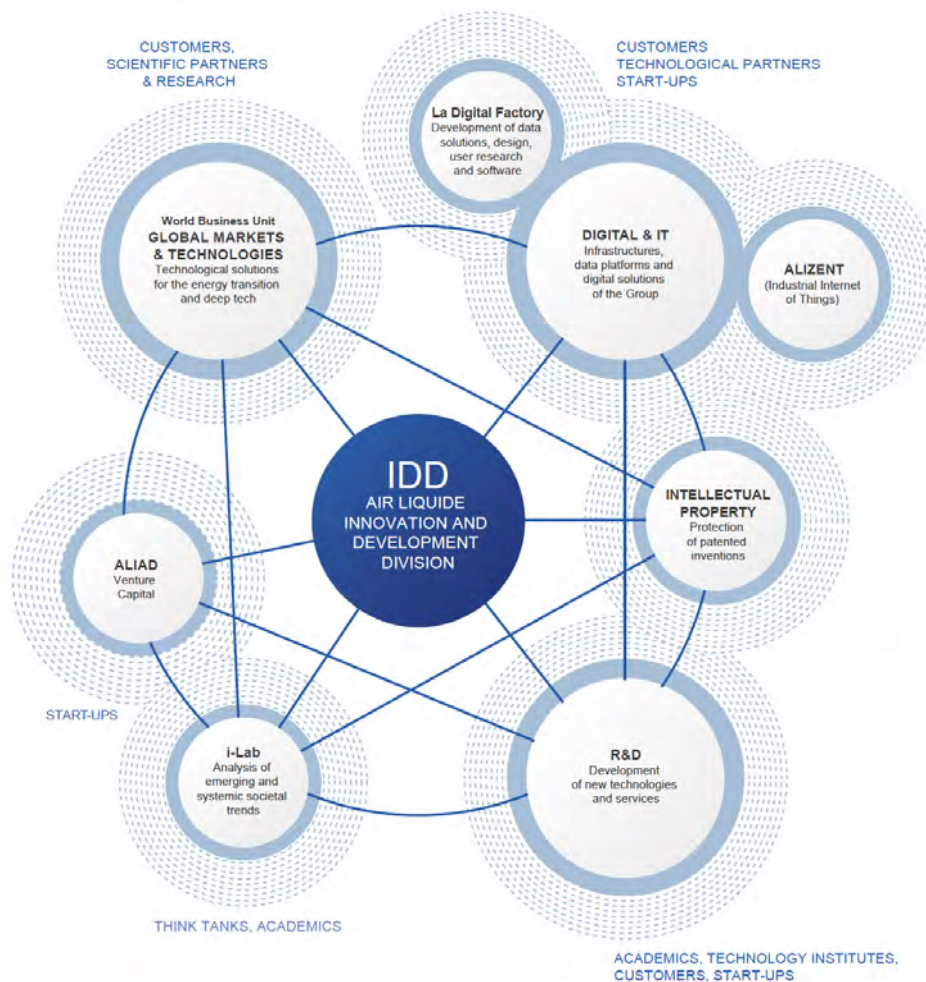 CUSTOMERS,
SCIENTIFIC PARTNERS
& RESEARCH
CUSTOMERS
TECHNOLOGICAL PARTNERS
START-UPS
La Digital Factory
Development of data
solutions, design,
user research
and software
World Business Unit
GLOBAL MARKETS
& TECHNOLOGIES
Technological solutions
for the energy transition
and deep tech
DIGITAL & IT
Infrastructures,
data platforms and
digital solutions
of the Group
ALIZENT
(Industrial Internet
of Things)
IDD
AIR LIQUIDE
INNOVATION AND
DEVELOPMENT
DIVISION
INTELLECTUAL
PROPERTY
Protection
of patented
inventions
ALIAD
Venture
Capital
START-UPS
i-Lab
Analysis of
emerging and
systemic societal
trends
R&D
Development
of new technologies
and services
THINK TANKS, ACADEMICS
ACADEMICS, TECHNOLOGY INSTITUTES,
CUSTOMERS, START-UPS